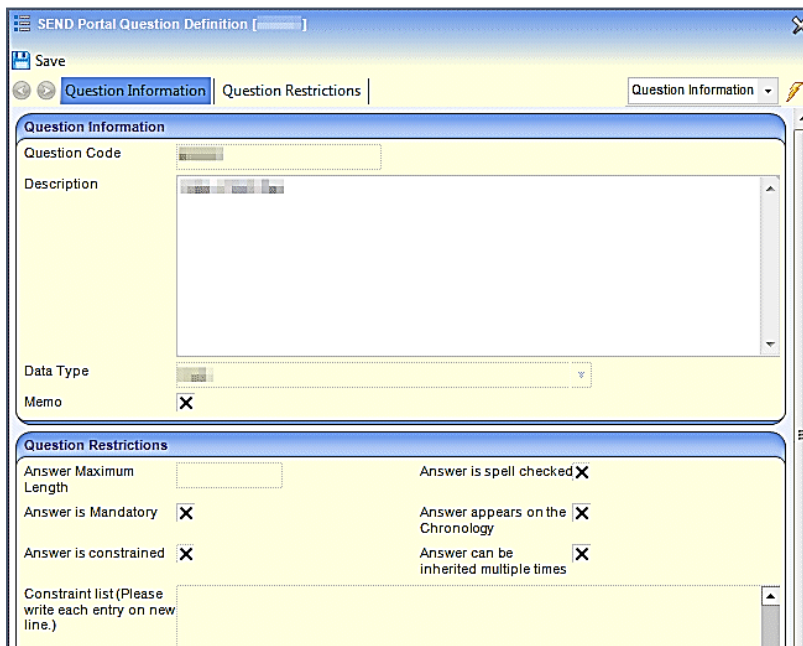 SEND Portal Question Definition [ ]
Save
Question Information Question Restrictions Question Information
Question Information
Question Code
Description
Data Type
Memo
Question Restrictions
Answer Maximum Length Answer is spell checked
Answer is Mandatory Answer appears on the Chronology
Answer is constrained Answer can be inherited multiple times
Constraint list (Please
write each entry on new
line.)